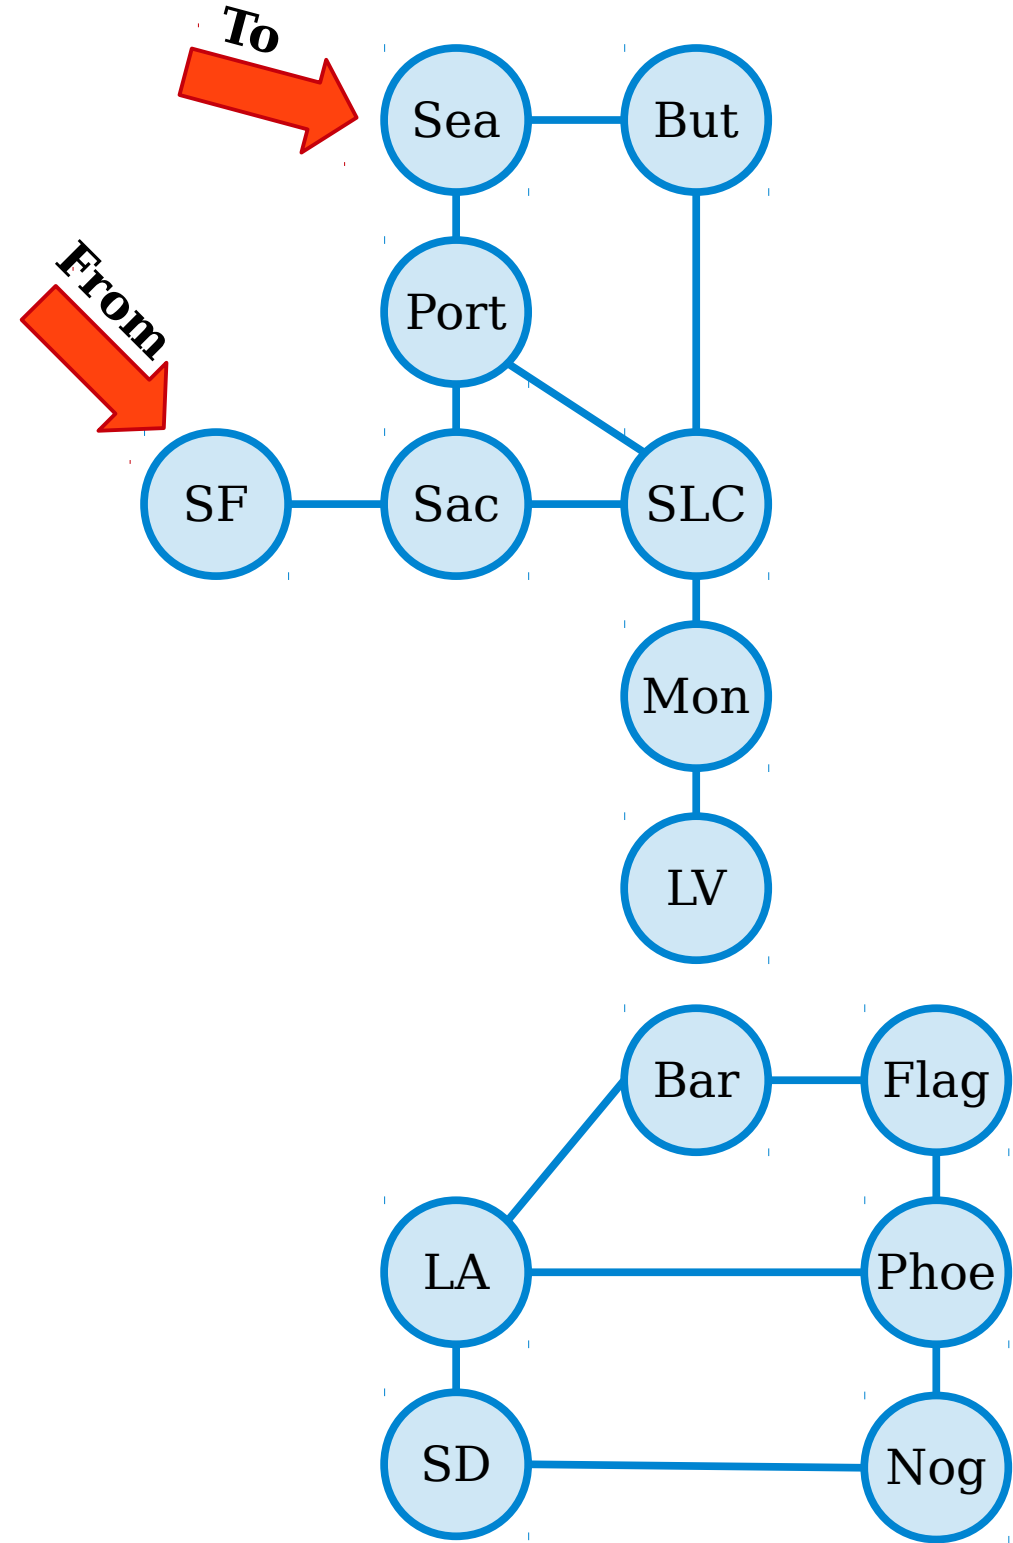 To
Sea
But
From
Port
SF
Sac
SLC
Mon
LV
Bar
Flag
LA
Phoe
SD
Nog